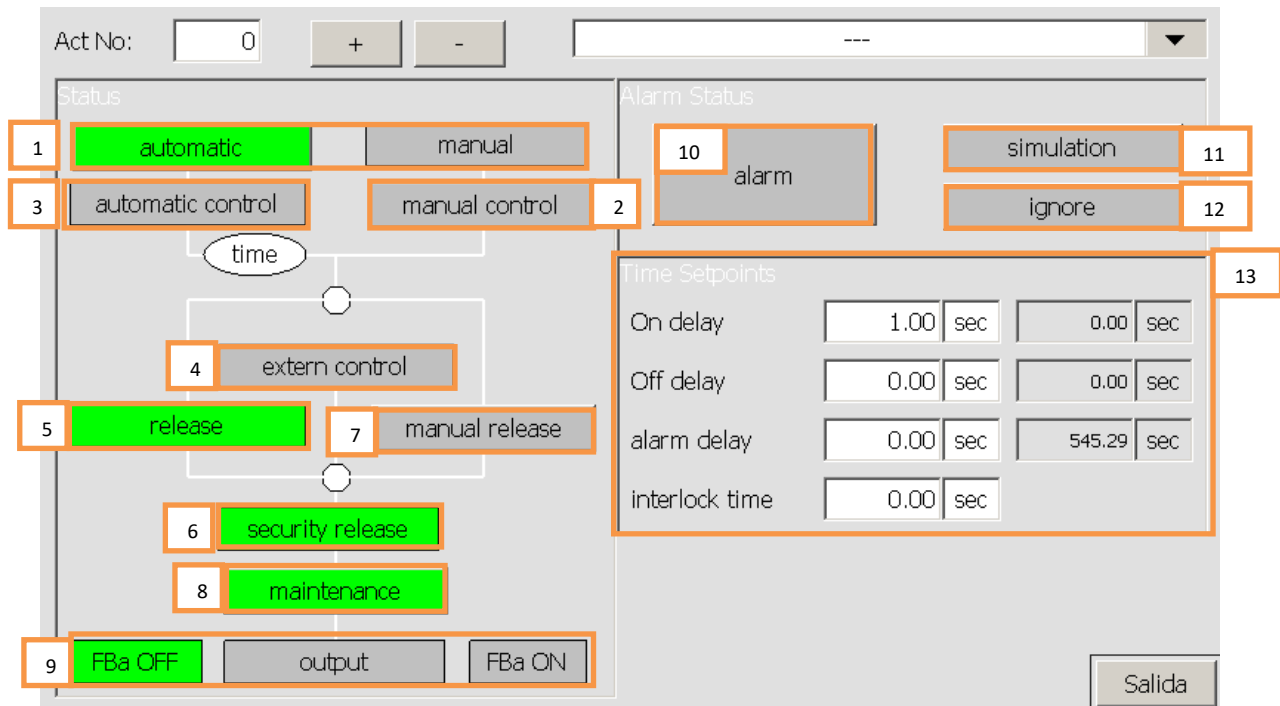 Act No: 0 + - ---
Status
1 automatic manual
3 automatic control manual control 2
time
4 extern control
5 release 7 manual release
6 security release
8 maintenance
9 FBa OFF output FBa ON
Alarm Status
10 alarm simulation 11
ignore 12
Time Setpoints 13
On delay 1.00 sec 0.00 sec
Off delay 0.00 sec 0.00 sec
alarm delay 0.00 sec 545.29 sec
interlock time 0.00 sec
Salida